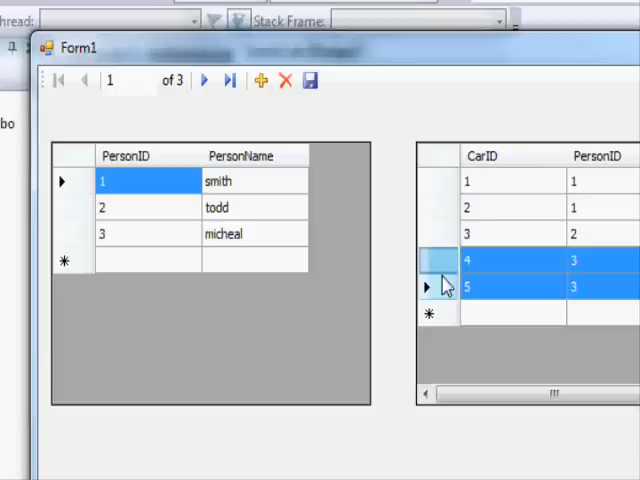 hread:
Stack Frame:
Form1
1 of 3
bo
PersonID PersonName
1 smith
2 todd
3 micheal
CarID PersonID
1 1
2 1
3 2
4 3
5 3